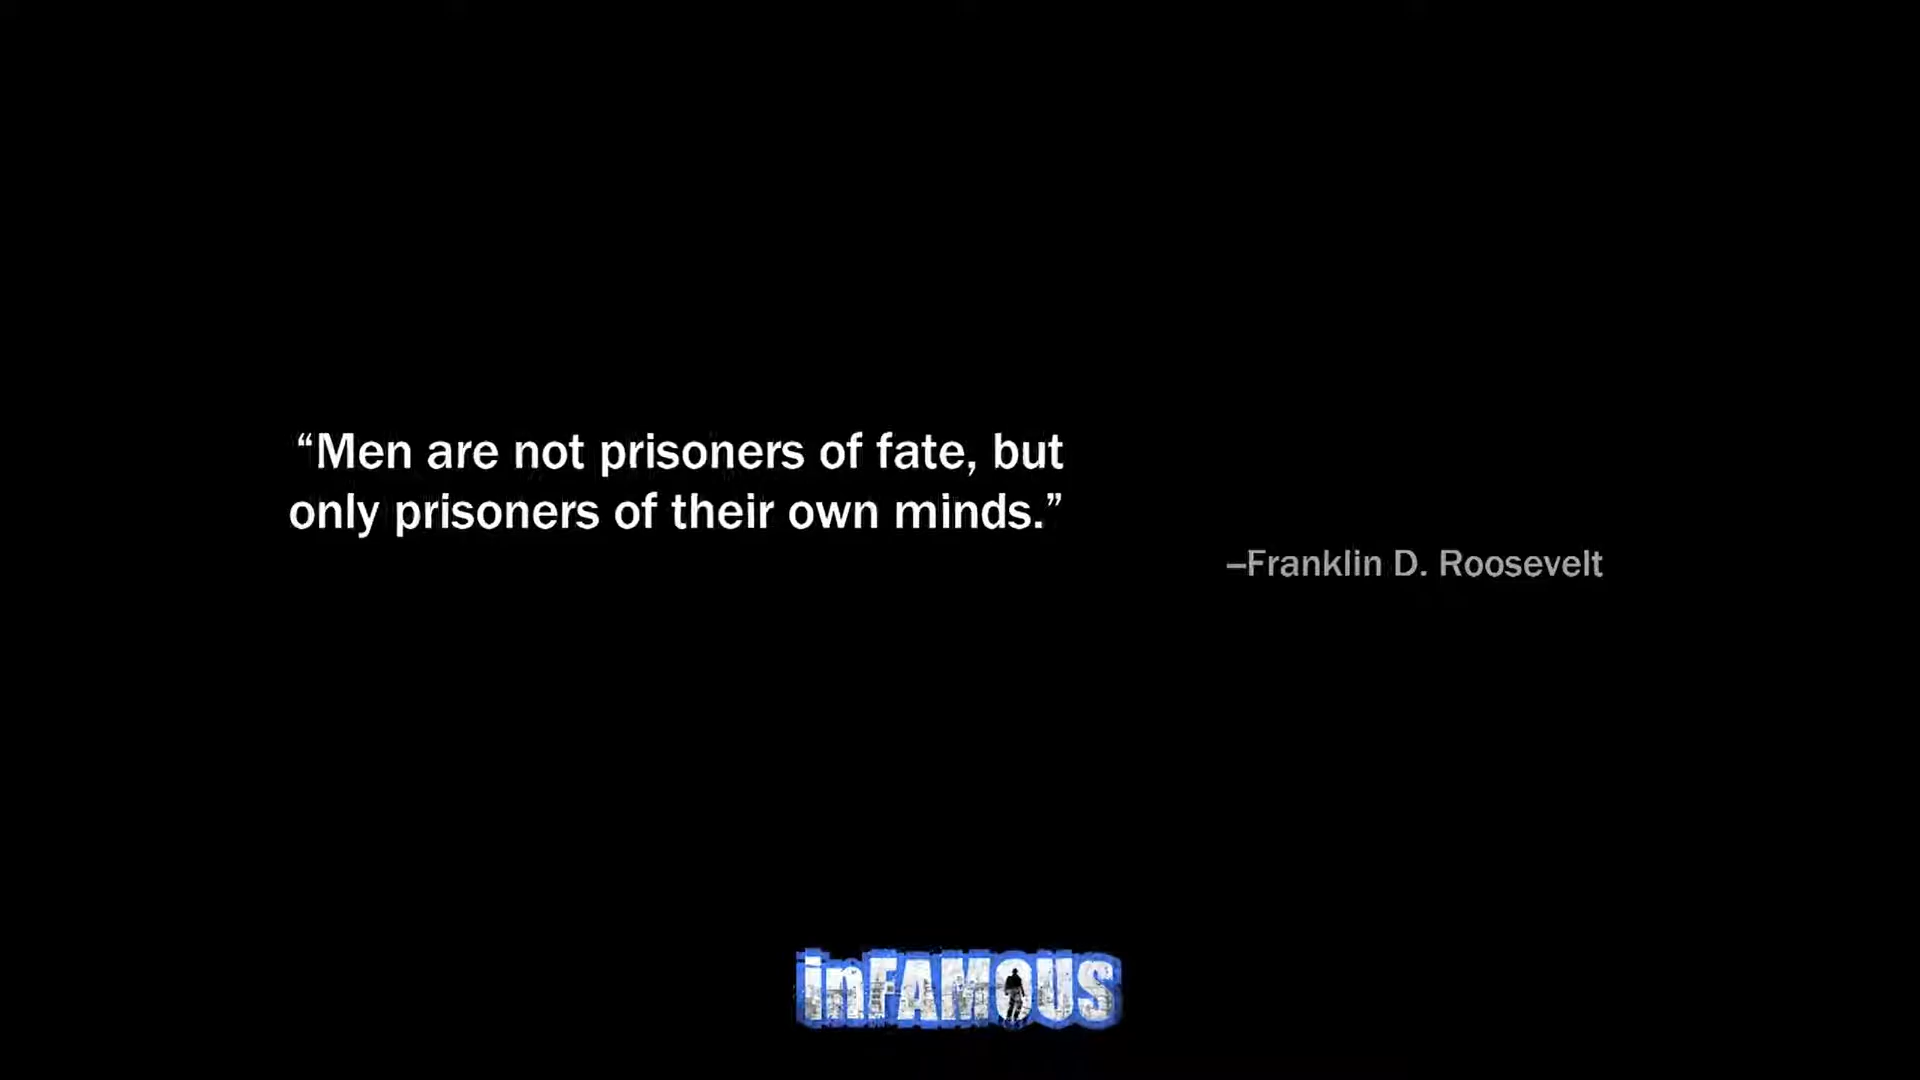 “Men are not prisoners of fate, but
only prisoners of their own minds.”
–Franklin D. Roosevelt
inFAMOUS